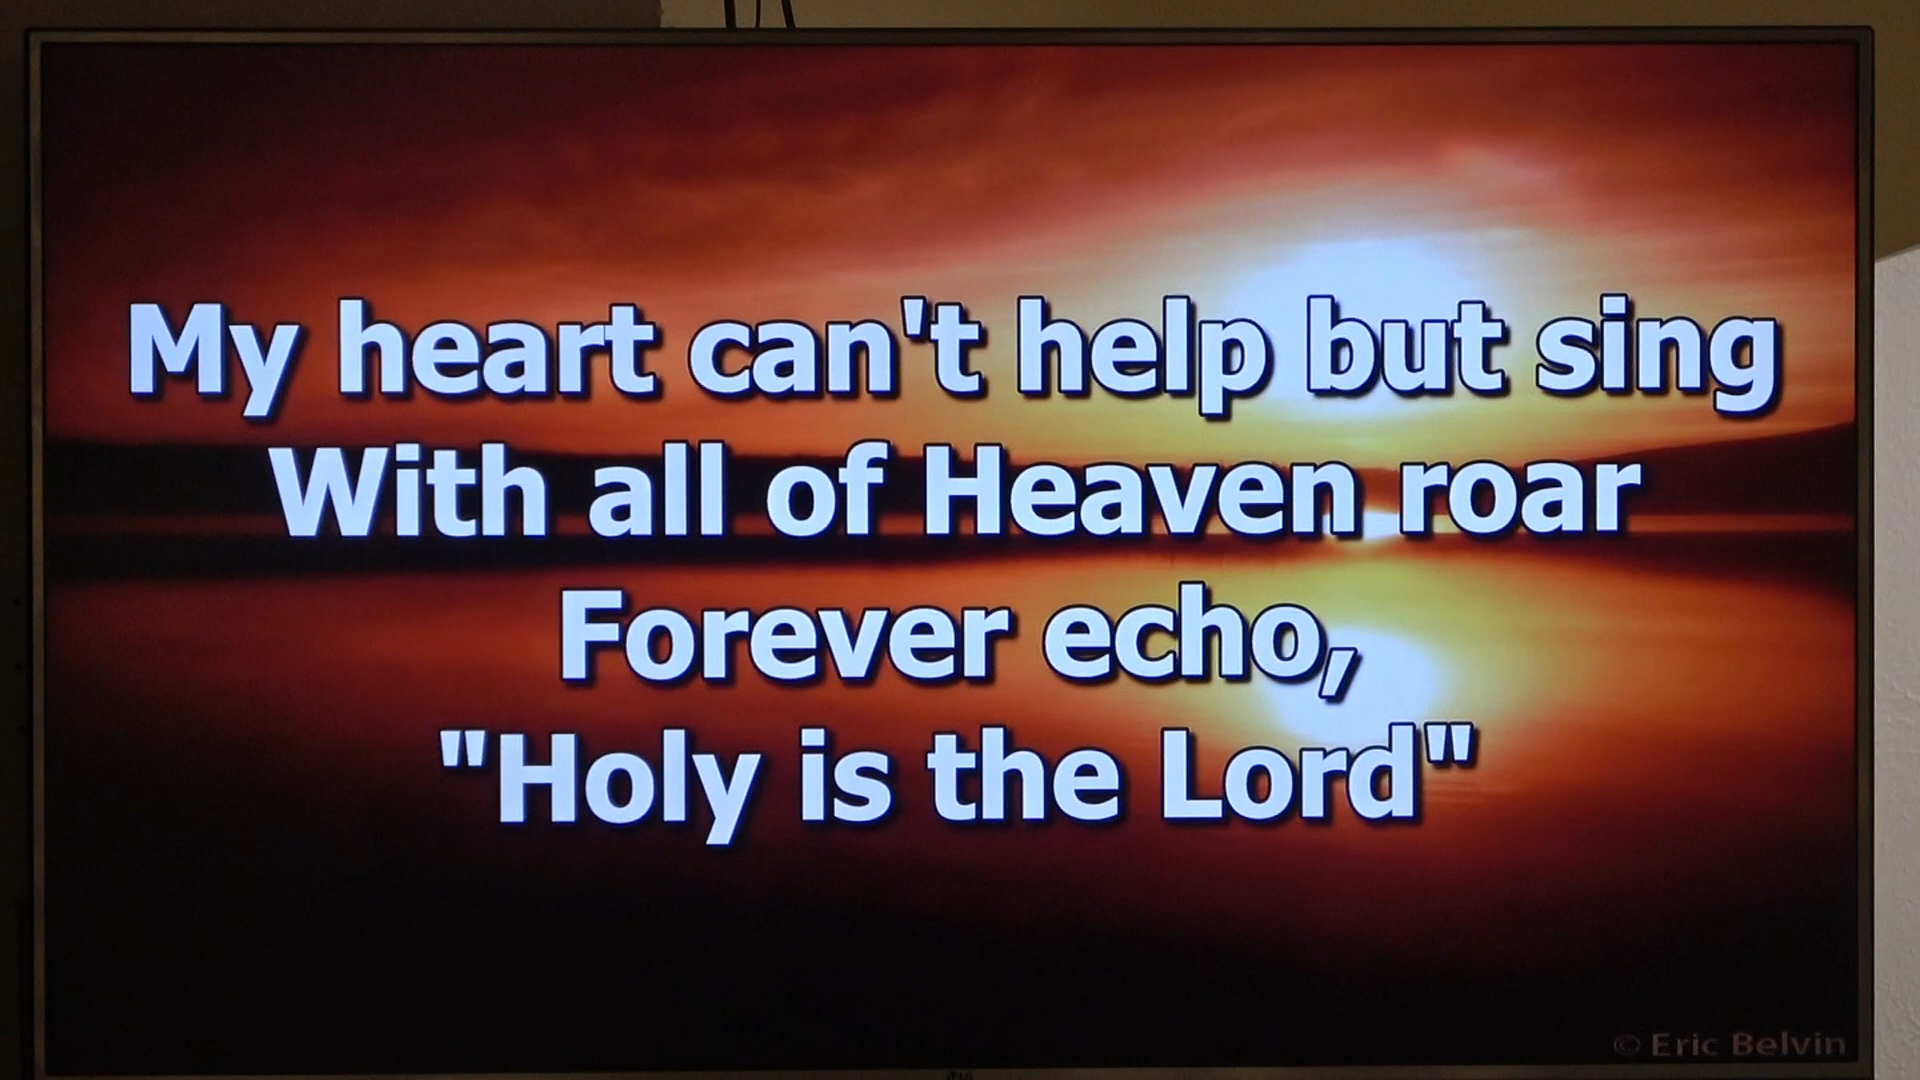 My heart can't help but sing
With all of Heaven roar
Forever echo,
"Holy is the Lord"
© Eric Belvin